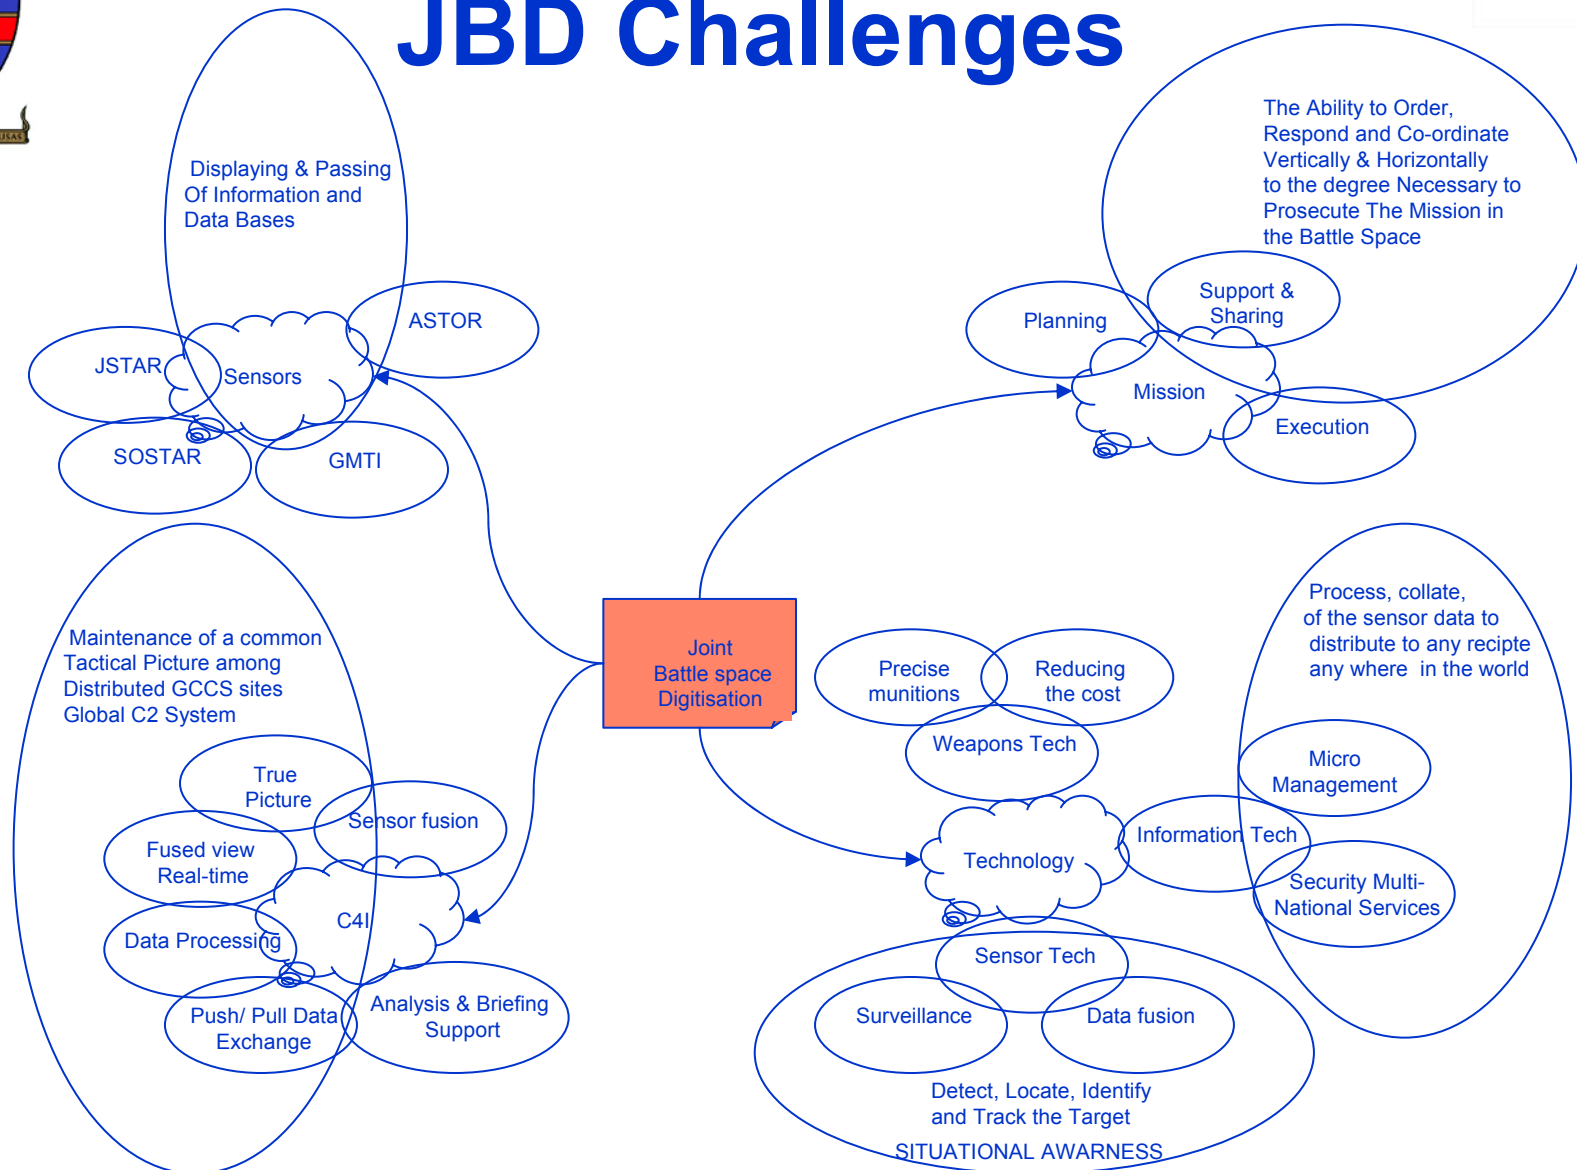 JBD Challenges
Displaying & Passing
Of Information and
Data Bases
ASTOR
JSTAR
Sensors
SOSTAR
GMTI
The Ability to Order,
Respond and Co-ordinate
Vertically & Horizontally
to the degree Necessary to
Prosecute The Mission in
the Battle Space
Support &
Sharing
Planning
Mission
Execution
Joint
Battle space
Digitisation
Maintenance of a common
Tactical Picture among
Distributed GCCS sites
Global C2 System
True
Picture
Sensor fusion
Fused view
Real-time
C4I
Data Processing
Push/ Pull Data
Exchange
Analysis & Briefing
Support
Precise
munitions
Reducing
the cost
Weapons Tech
Technology
Information Tech
Process, collate,
of the sensor data to
distribute to any recipte
any where in the world
Micro
Management
Security Multi-
National Services
Sensor Tech
Surveillance
Data fusion
Detect, Locate, Identify
and Track the Target
SITUATIONAL AWARNESS